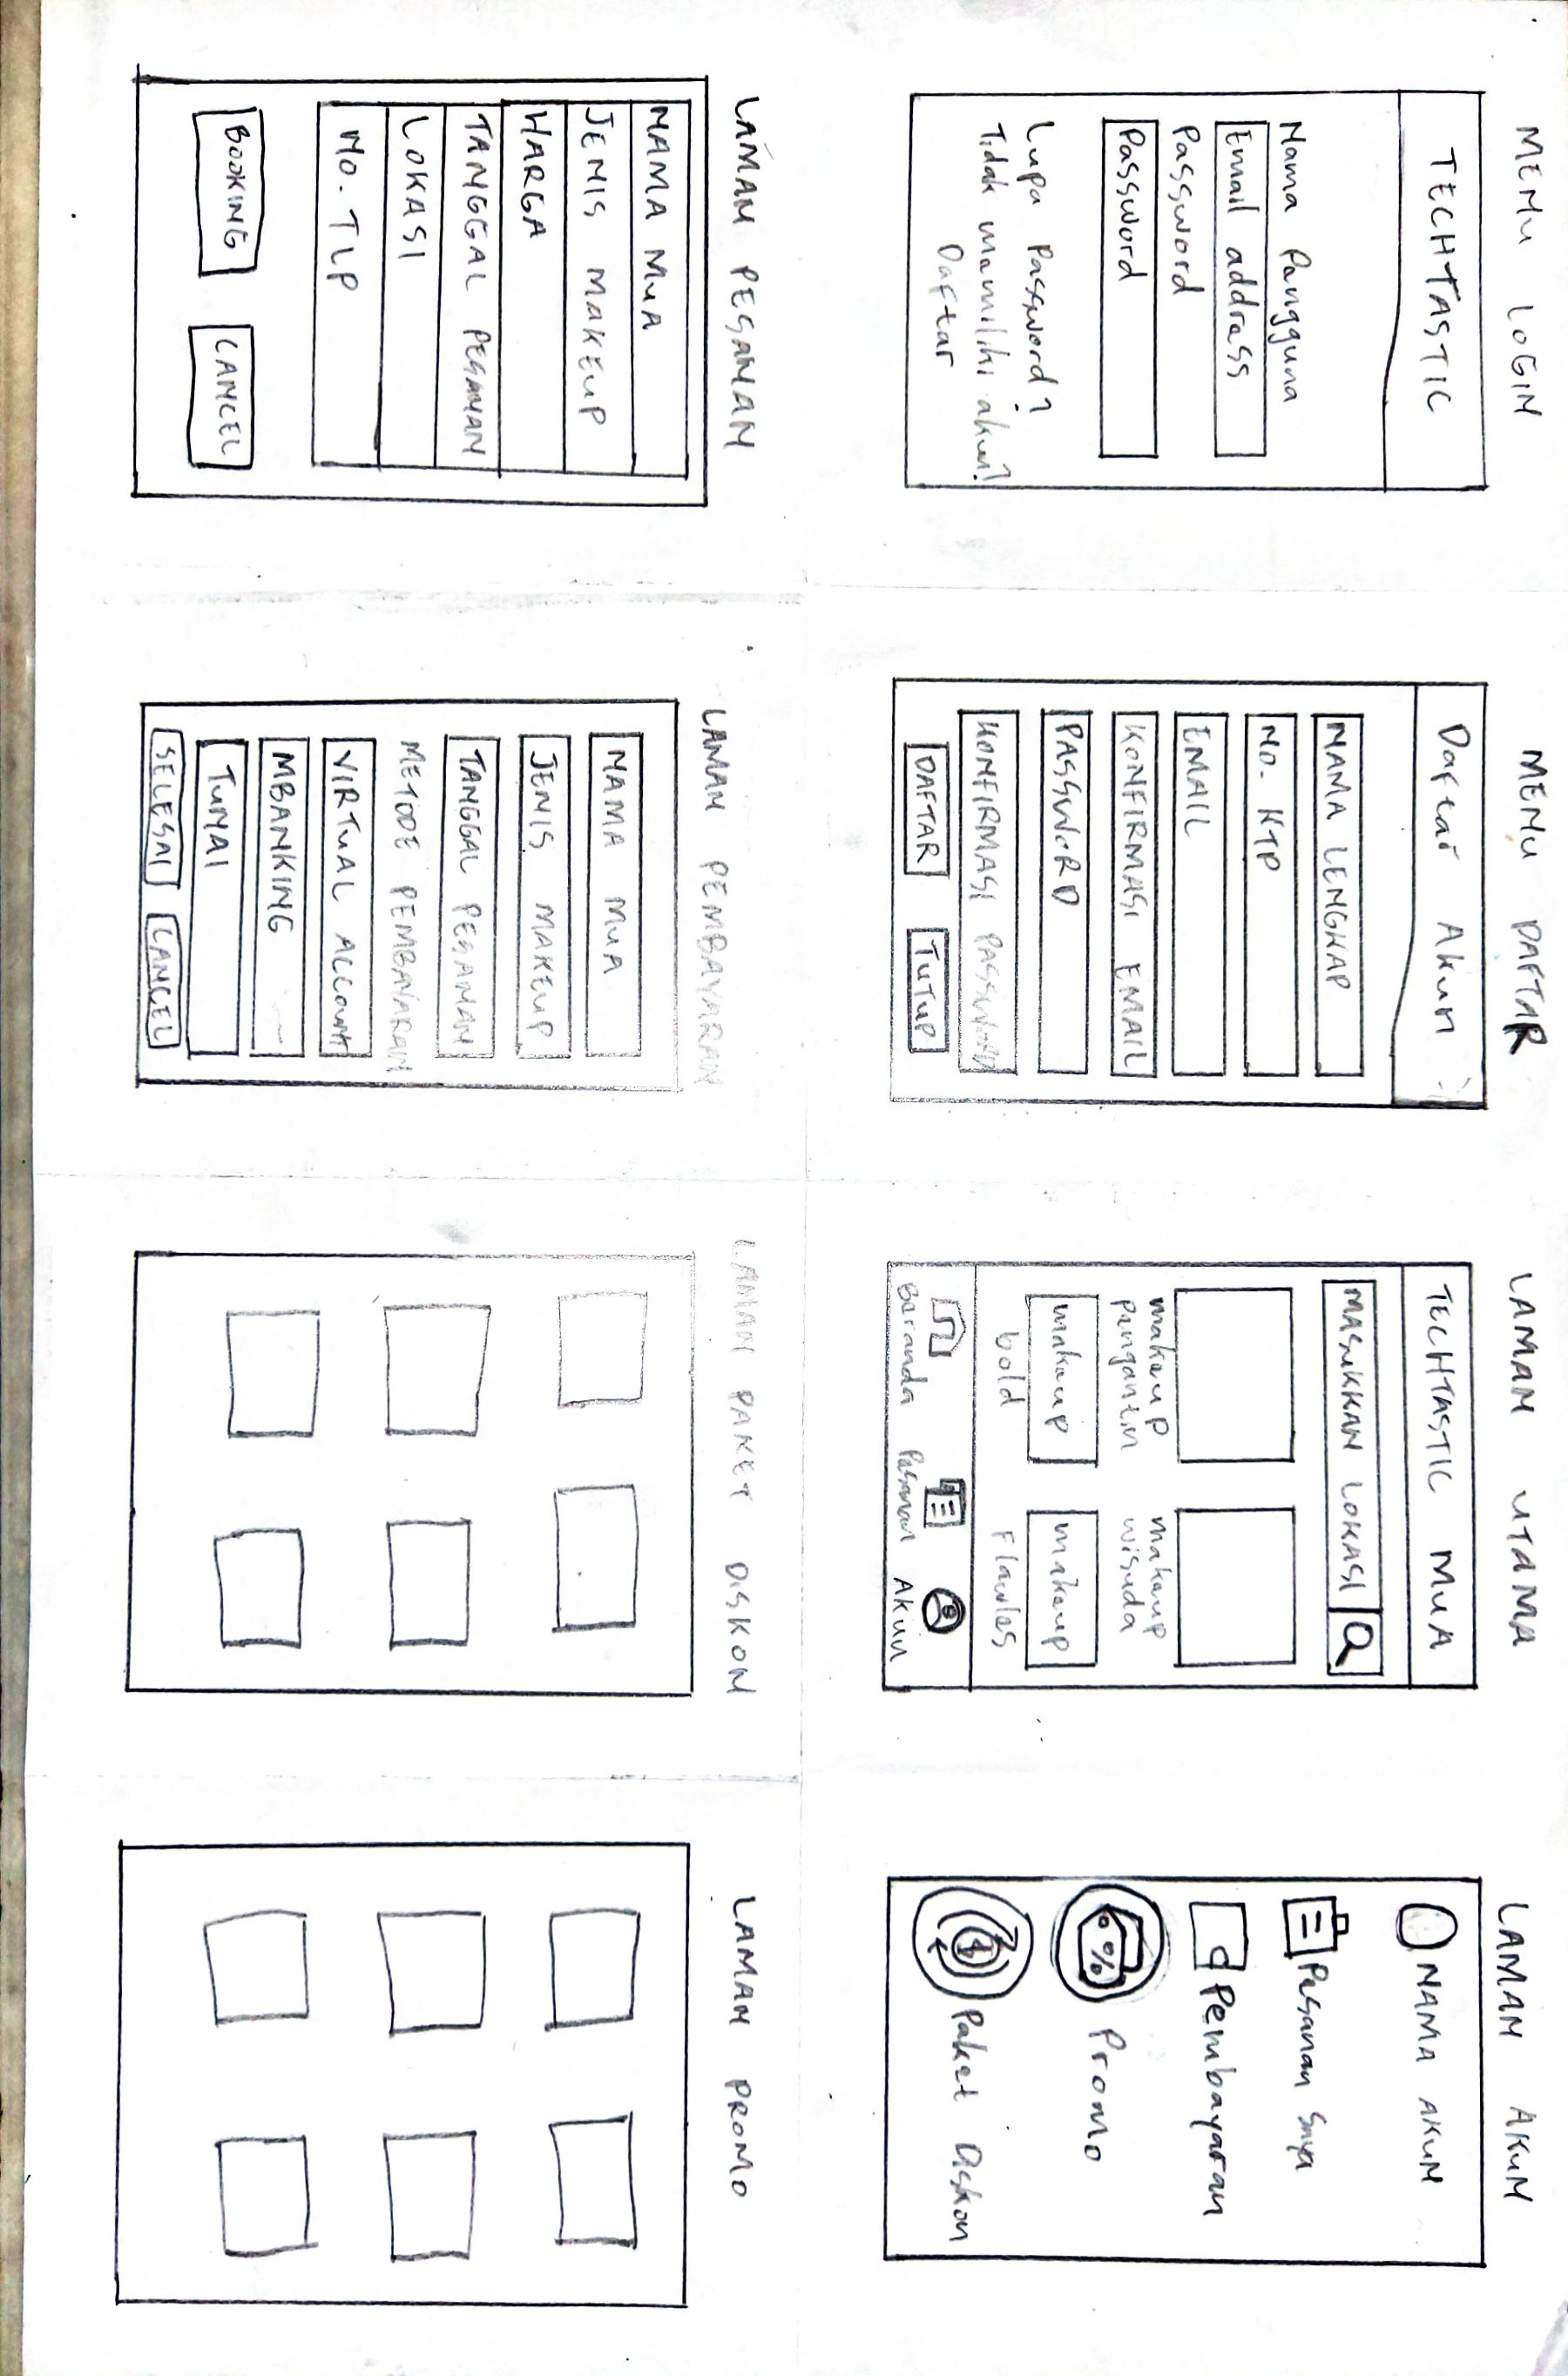 MENU LOGIN
TECHTASTIC
Nama Pengguna
Email address
Password
Password
Lupa Password?
Tidak memiliki akun?
Daftar
MENU DAFTAR
Daftar Akun
NAMA LENGKAP
NO. KTP
EMAIL
KONFIRMASI EMAIL
PASSWORD
KONFIRMASI PASSWORD
DAFTAR
TUTUP
LAMAN UTAMA
TECHTASTIC MUA
MASUKKAN LOKASI
makeup pengantin
makeup wisuda
makeup
makeup
bold
Flawles
Beranda
Pesanan
Akun
LAMAN AKUN
NAMA AKUN
Pesanan Saya
Pembayaran
%
Promo
Paket Diskon
LAMAN PESANAN
NAMA MUA
JENIS MAKEUP
HARGA
TANGGAL PESANAN
LOKASI
NO. TLP
BOOKING
CANCEL
LAMAN PEMBAYARAN
NAMA MUA
JENIS MAKEUP
TANGGAL PESANAN
METODE PEMBAYARAN
VIRTUAL ACCOUNT
MBANKING
TUNAI
SELESAI
CANCEL
LAMAN PAKET DISKON
LAMAN PROMO